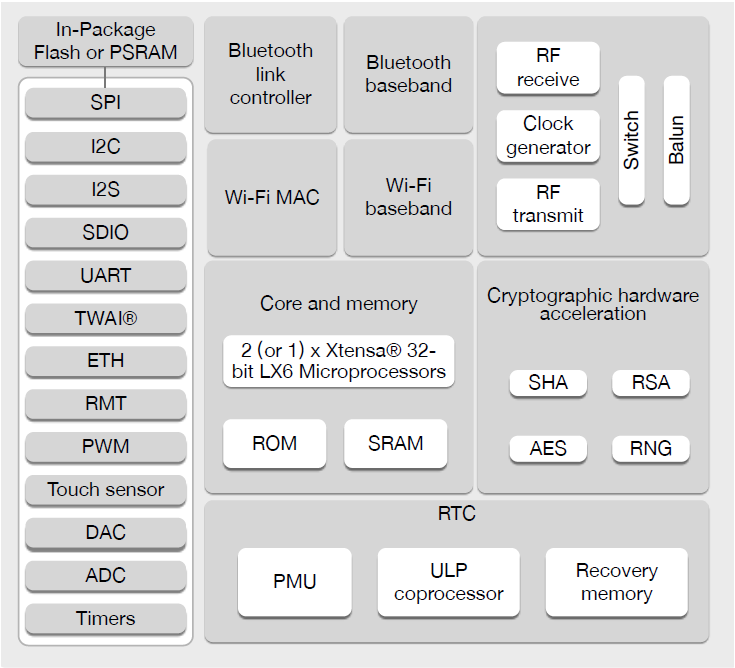 In-Package
Flash or PSRAM
SPI
I2C
I2S
SDIO
UART
TWAI®
ETH
RMT
PWM
Touch sensor
DAC
ADC
Timers
Bluetooth
link
controller
Bluetooth
baseband
Wi-Fi MAC
Wi-Fi
baseband
RF
receive
Clock
generator
RF
transmit
Switch
Balun
Core and memory
2 (or 1) x Xtensa® 32-
bit LX6 Microprocessors
ROM
SRAM
Cryptographic hardware
acceleration
SHA
RSA
AES
RNG
RTC
PMU
ULP
coprocessor
Recovery
memory